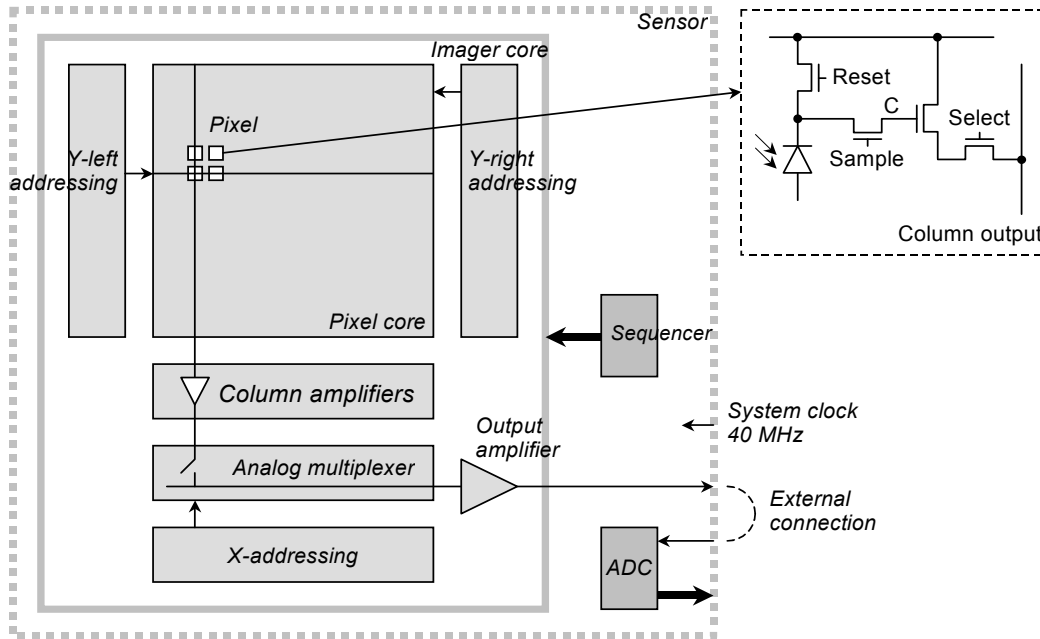 Sensor
Imager core
Reset
C
Select
Sample
Column output
Pixel
Y-left
addressing
Y-right
addressing
Pixel core
Sequencer
Column amplifiers
System clock
40 MHz
Output
amplifier
Analog multiplexer
External
connection
X-addressing
ADC